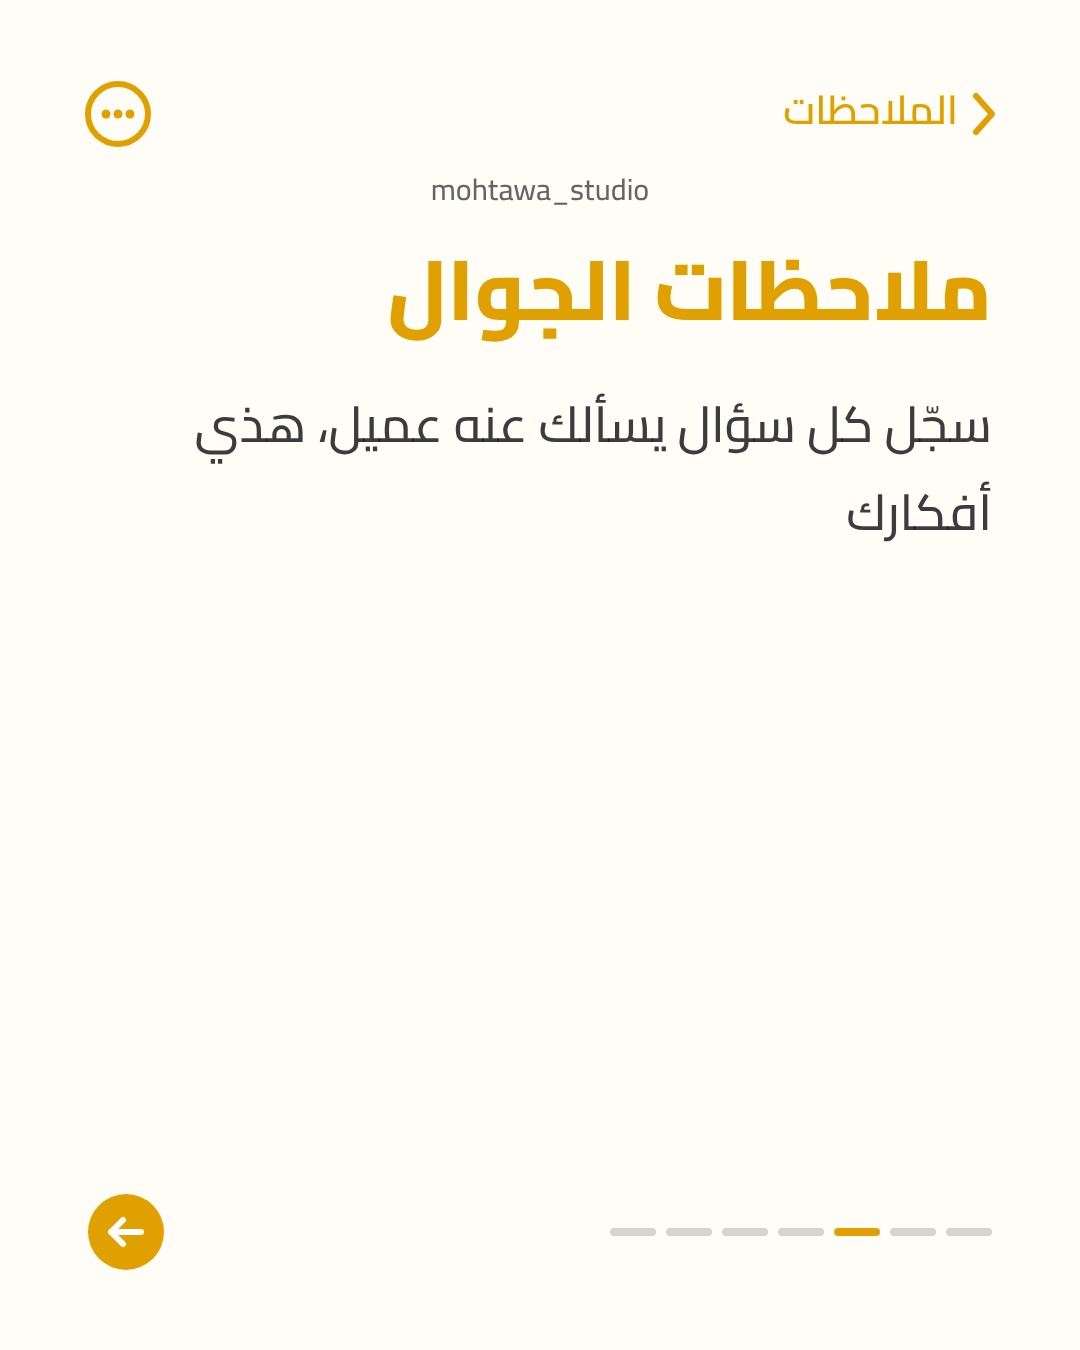 الملاحظات
mohtawa_studio
ملاحظات الجوال
سجّل كل سؤال يسألك عنه عميل، هذي
أفكارك